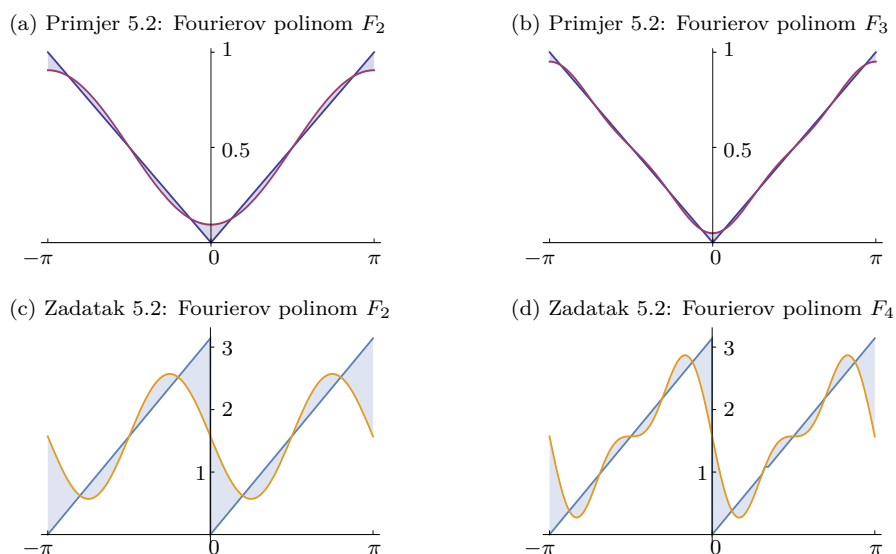 (a) Primjer 5.2: Fourierov polinom F₂
1
0.5
−π 0 π
(b) Primjer 5.2: Fourierov polinom F₃
1
0.5
−π 0 π
(c) Zadatak 5.2: Fourierov polinom F₂
3
2
1
−π 0 π
(d) Zadatak 5.2: Fourierov polinom F₄
3
2
1
−π 0 π